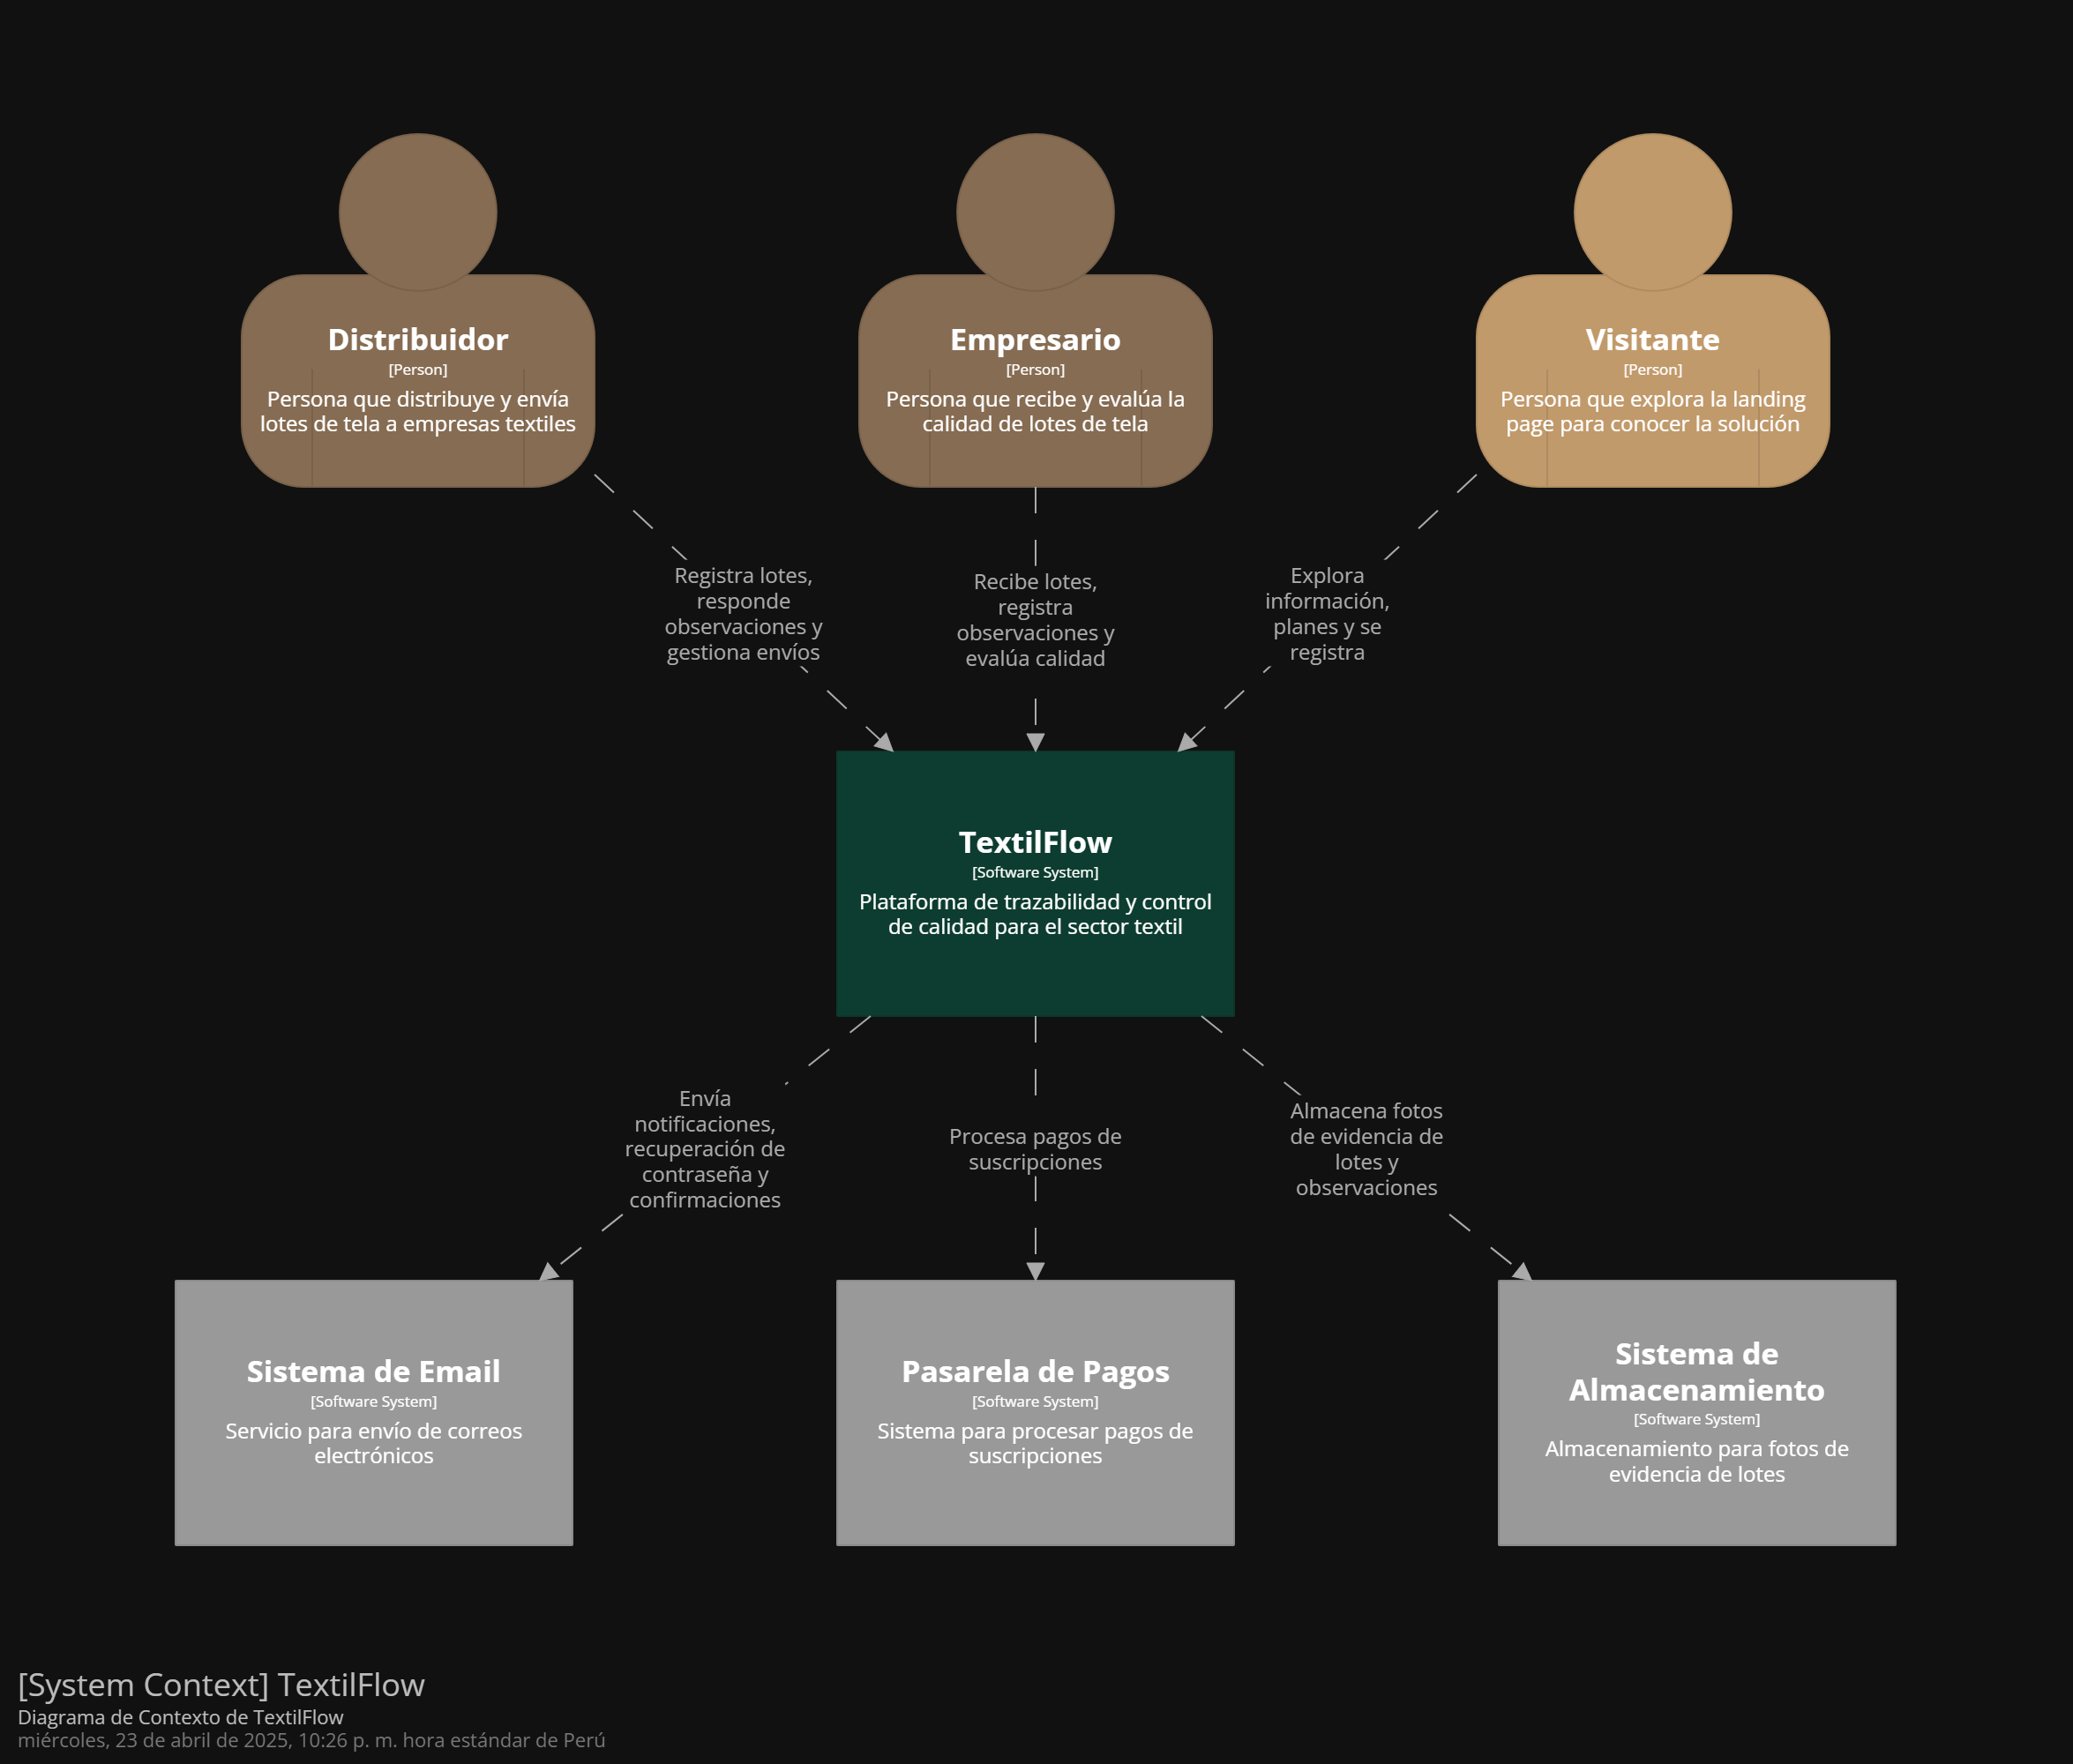 Distribuidor
[Person]
Persona que distribuye y envía
lotes de tela a empresas textiles
Empresario
[Person]
Persona que recibe y evalúa la
calidad de lotes de tela
Visitante
[Person]
Persona que explora la landing
page para conocer la solución
Registra lotes,
responde
observaciones y
gestiona envíos
Recibe lotes,
registra
observaciones y
evalúa calidad
Explora
información,
planes y se
registra
TextilFlow
[Software System]
Plataforma de trazabilidad y control
de calidad para el sector textil
Envía
notificaciones,
recuperación de
contraseña y
confirmaciones
Procesa pagos de
suscripciones
Almacena fotos
de evidencia de
lotes y
observaciones
Sistema de Email
[Software System]
Servicio para envío de correos
electrónicos
Pasarela de Pagos
[Software System]
Sistema para procesar pagos de
suscripciones
Sistema de
Almacenamiento
[Software System]
Almacenamiento para fotos de
evidencia de lotes
[System Context] TextilFlow
Diagrama de Contexto de TextilFlow
miércoles, 23 de abril de 2025, 10:26 p. m. hora estándar de Perú